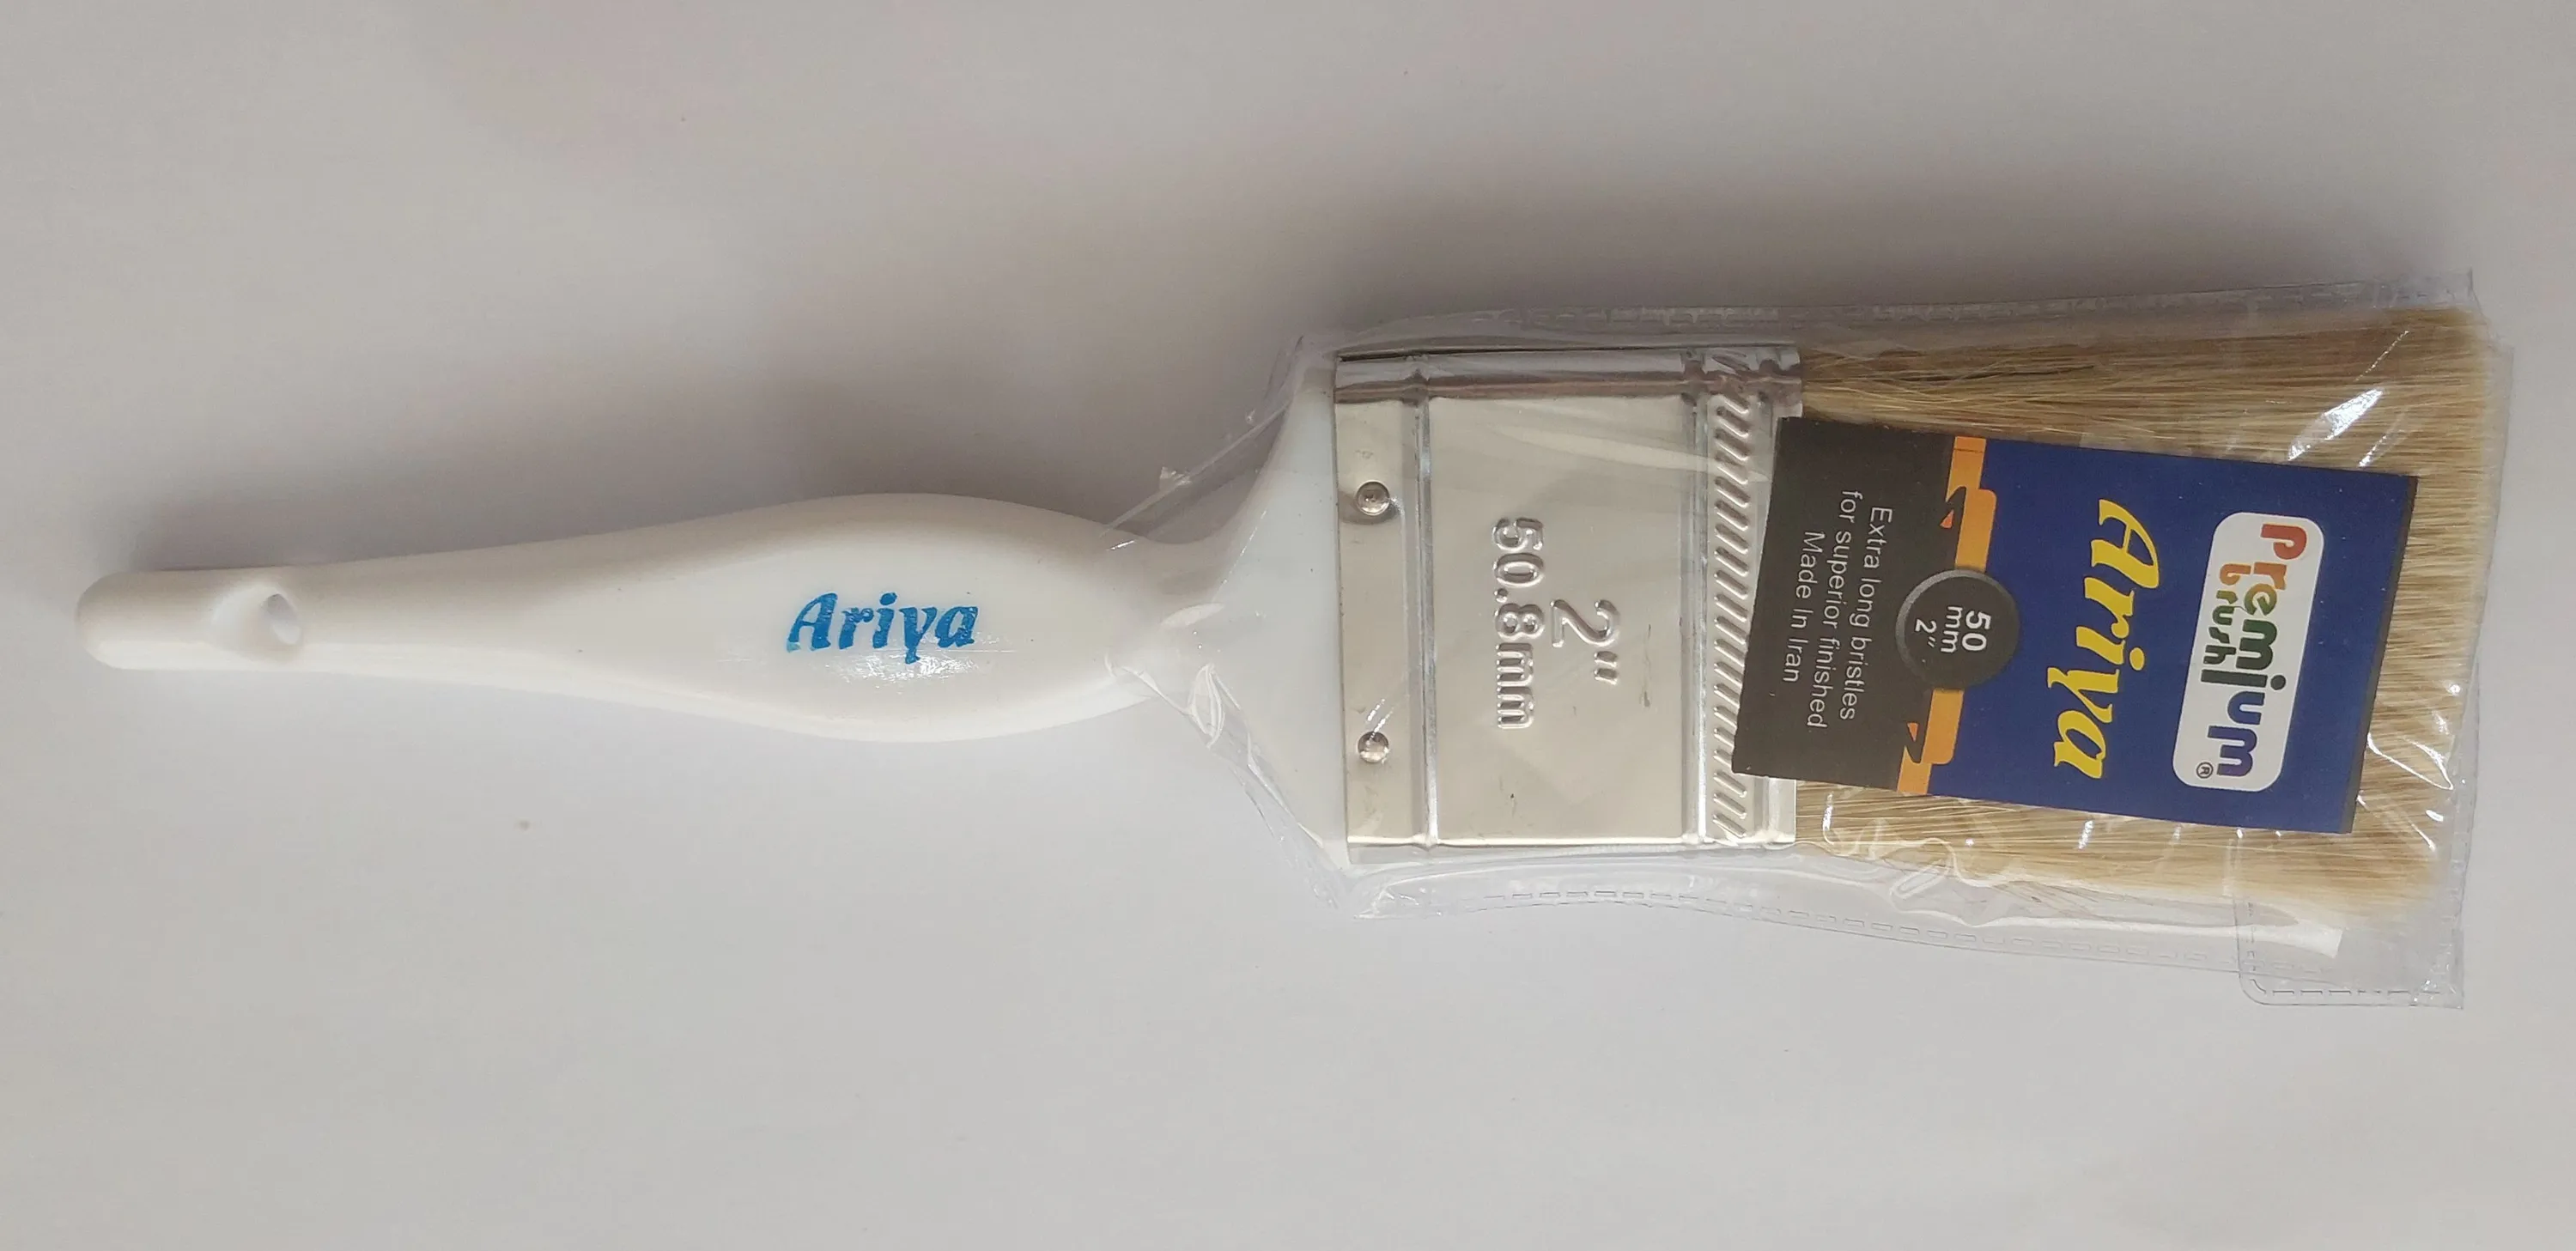 Ariya
2"
50.8mm
premium
brush
®
Ariya
50
mm
2"
Extra long bristles
for superior finished
Made In Iran